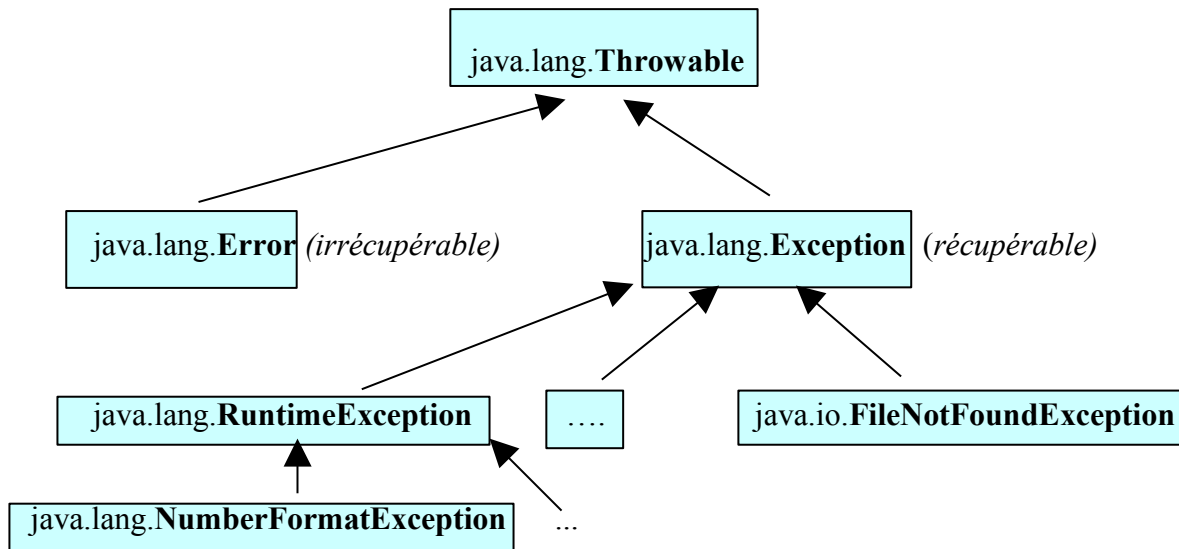 java.lang.Throwable
java.lang.Error (irrécupérable)
java.lang.Exception (récupérable)
java.lang.RuntimeException
....
java.io.FileNotFoundException
java.lang.NumberFormatException
...